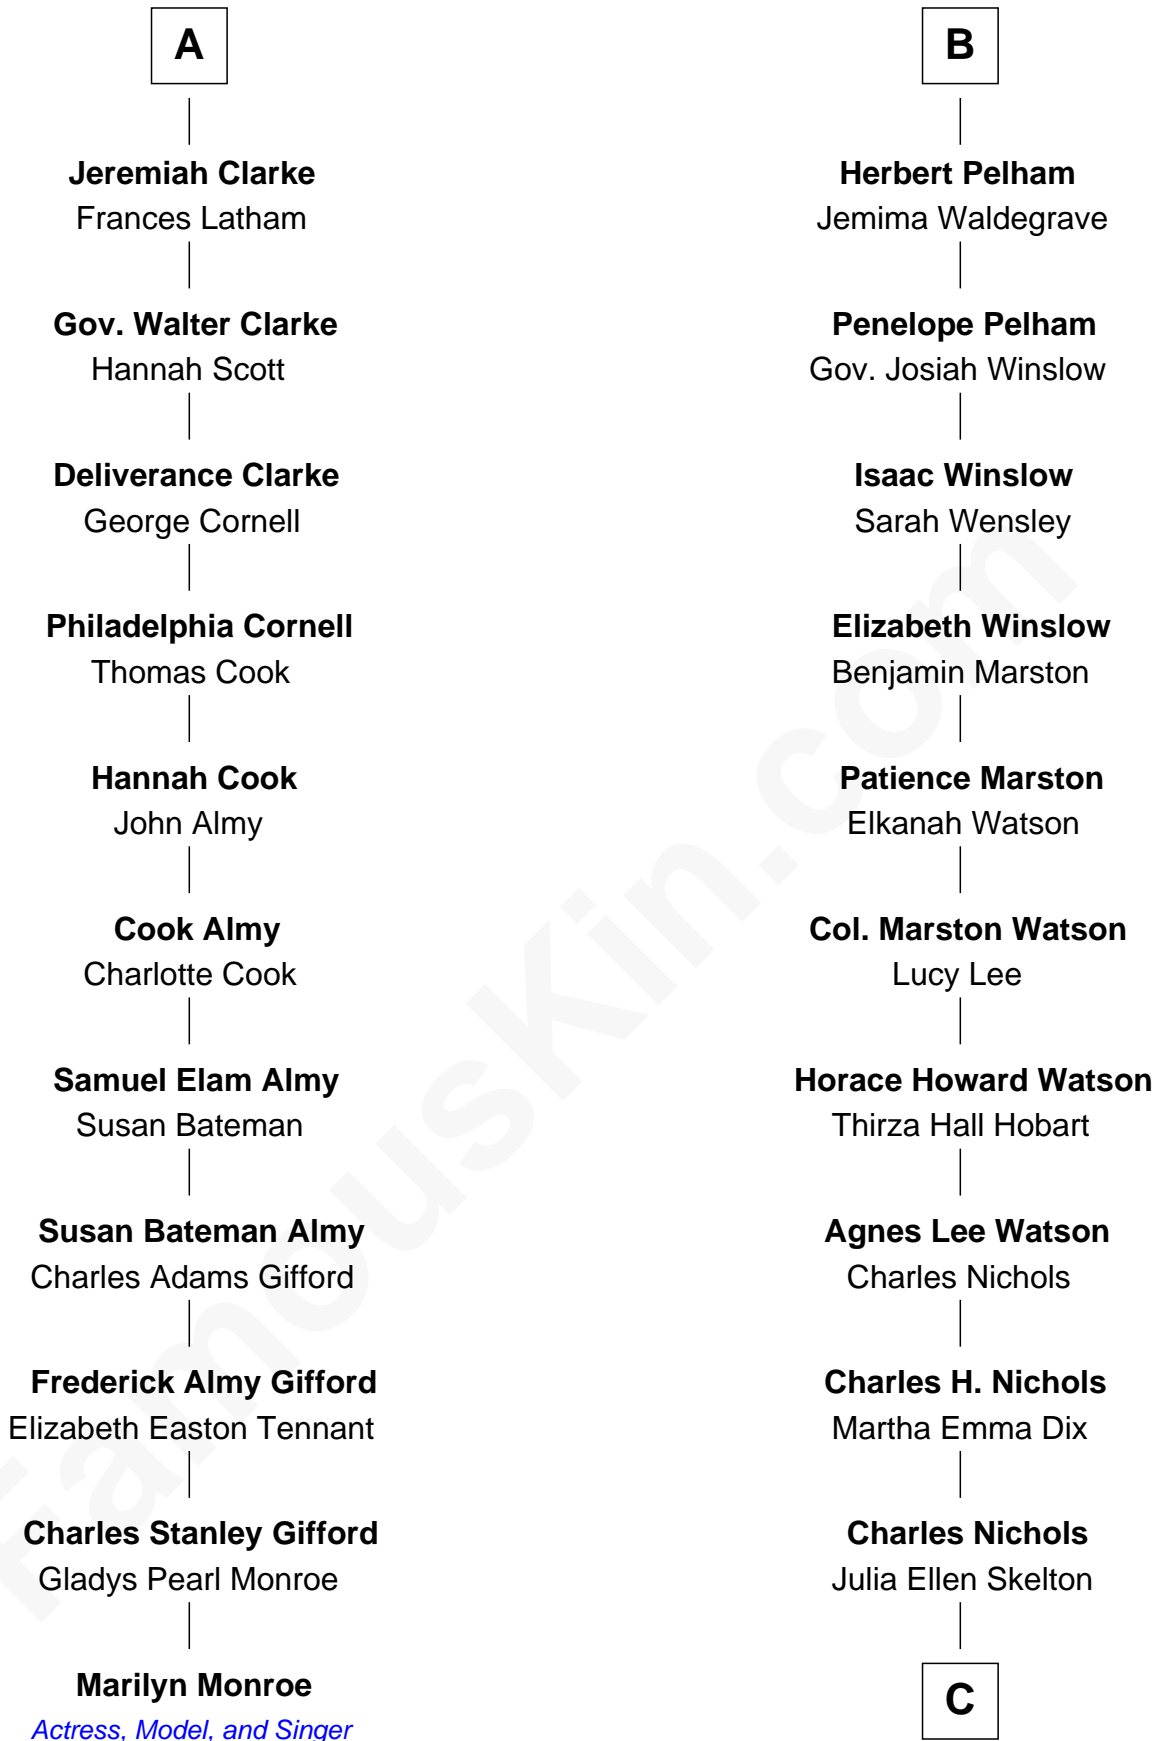 A
Jeremiah Clarke
Frances Latham
Gov. Walter Clarke
Hannah Scott
Deliverance Clarke
George Cornell
Philadelphia Cornell
Thomas Cook
Hannah Cook
John Almy
Cook Almy
Charlotte Cook
Samuel Elam Almy
Susan Bateman
Susan Bateman Almy
Charles Adams Gifford
Frederick Almy Gifford
Elizabeth Easton Tennant
Charles Stanley Gifford
Gladys Pearl Monroe
Marilyn Monroe
Actress, Model, and Singer
B
Herbert Pelham
Jemima Waldegrave
Penelope Pelham
Gov. Josiah Winslow
Isaac Winslow
Sarah Wensley
Elizabeth Winslow
Benjamin Marston
Patience Marston
Elkanah Watson
Col. Marston Watson
Lucy Lee
Horace Howard Watson
Thirza Hall Hobart
Agnes Lee Watson
Charles Nichols
Charles H. Nichols
Martha Emma Dix
Charles Nichols
Julia Ellen Skelton
C
FamousKin.com